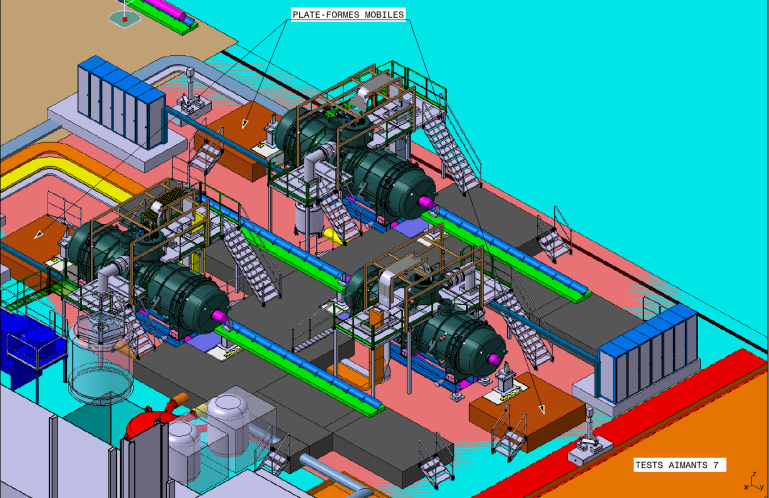 PLATE-FORMES MOBILES
TESTS AIMANTS 7
z
x
y